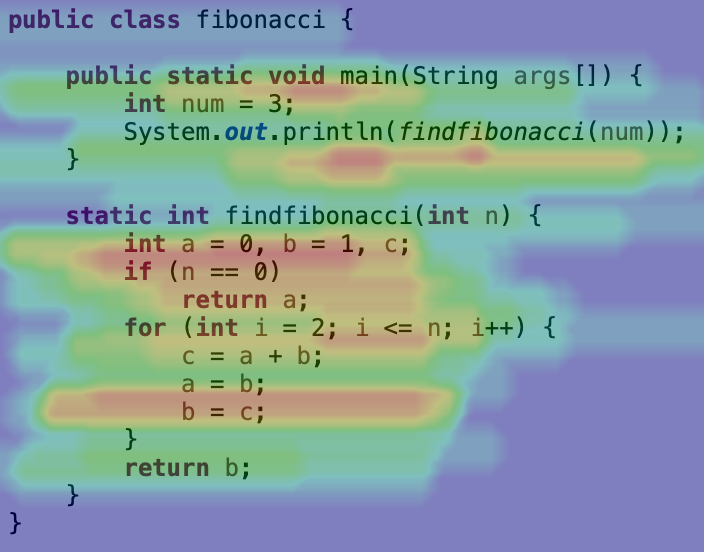 public class fibonacci {
public static void main(String args[]) {
int num = 3;
System.out.println(findfibonacci(num));
}
static int findfibonacci(int n) {
int a = 0, b = 1, c;
if (n == 0)
return a;
for (int i = 2; i <= n; i++) {
c = a + b;
a = b;
b = c;
}
return b;
}
}